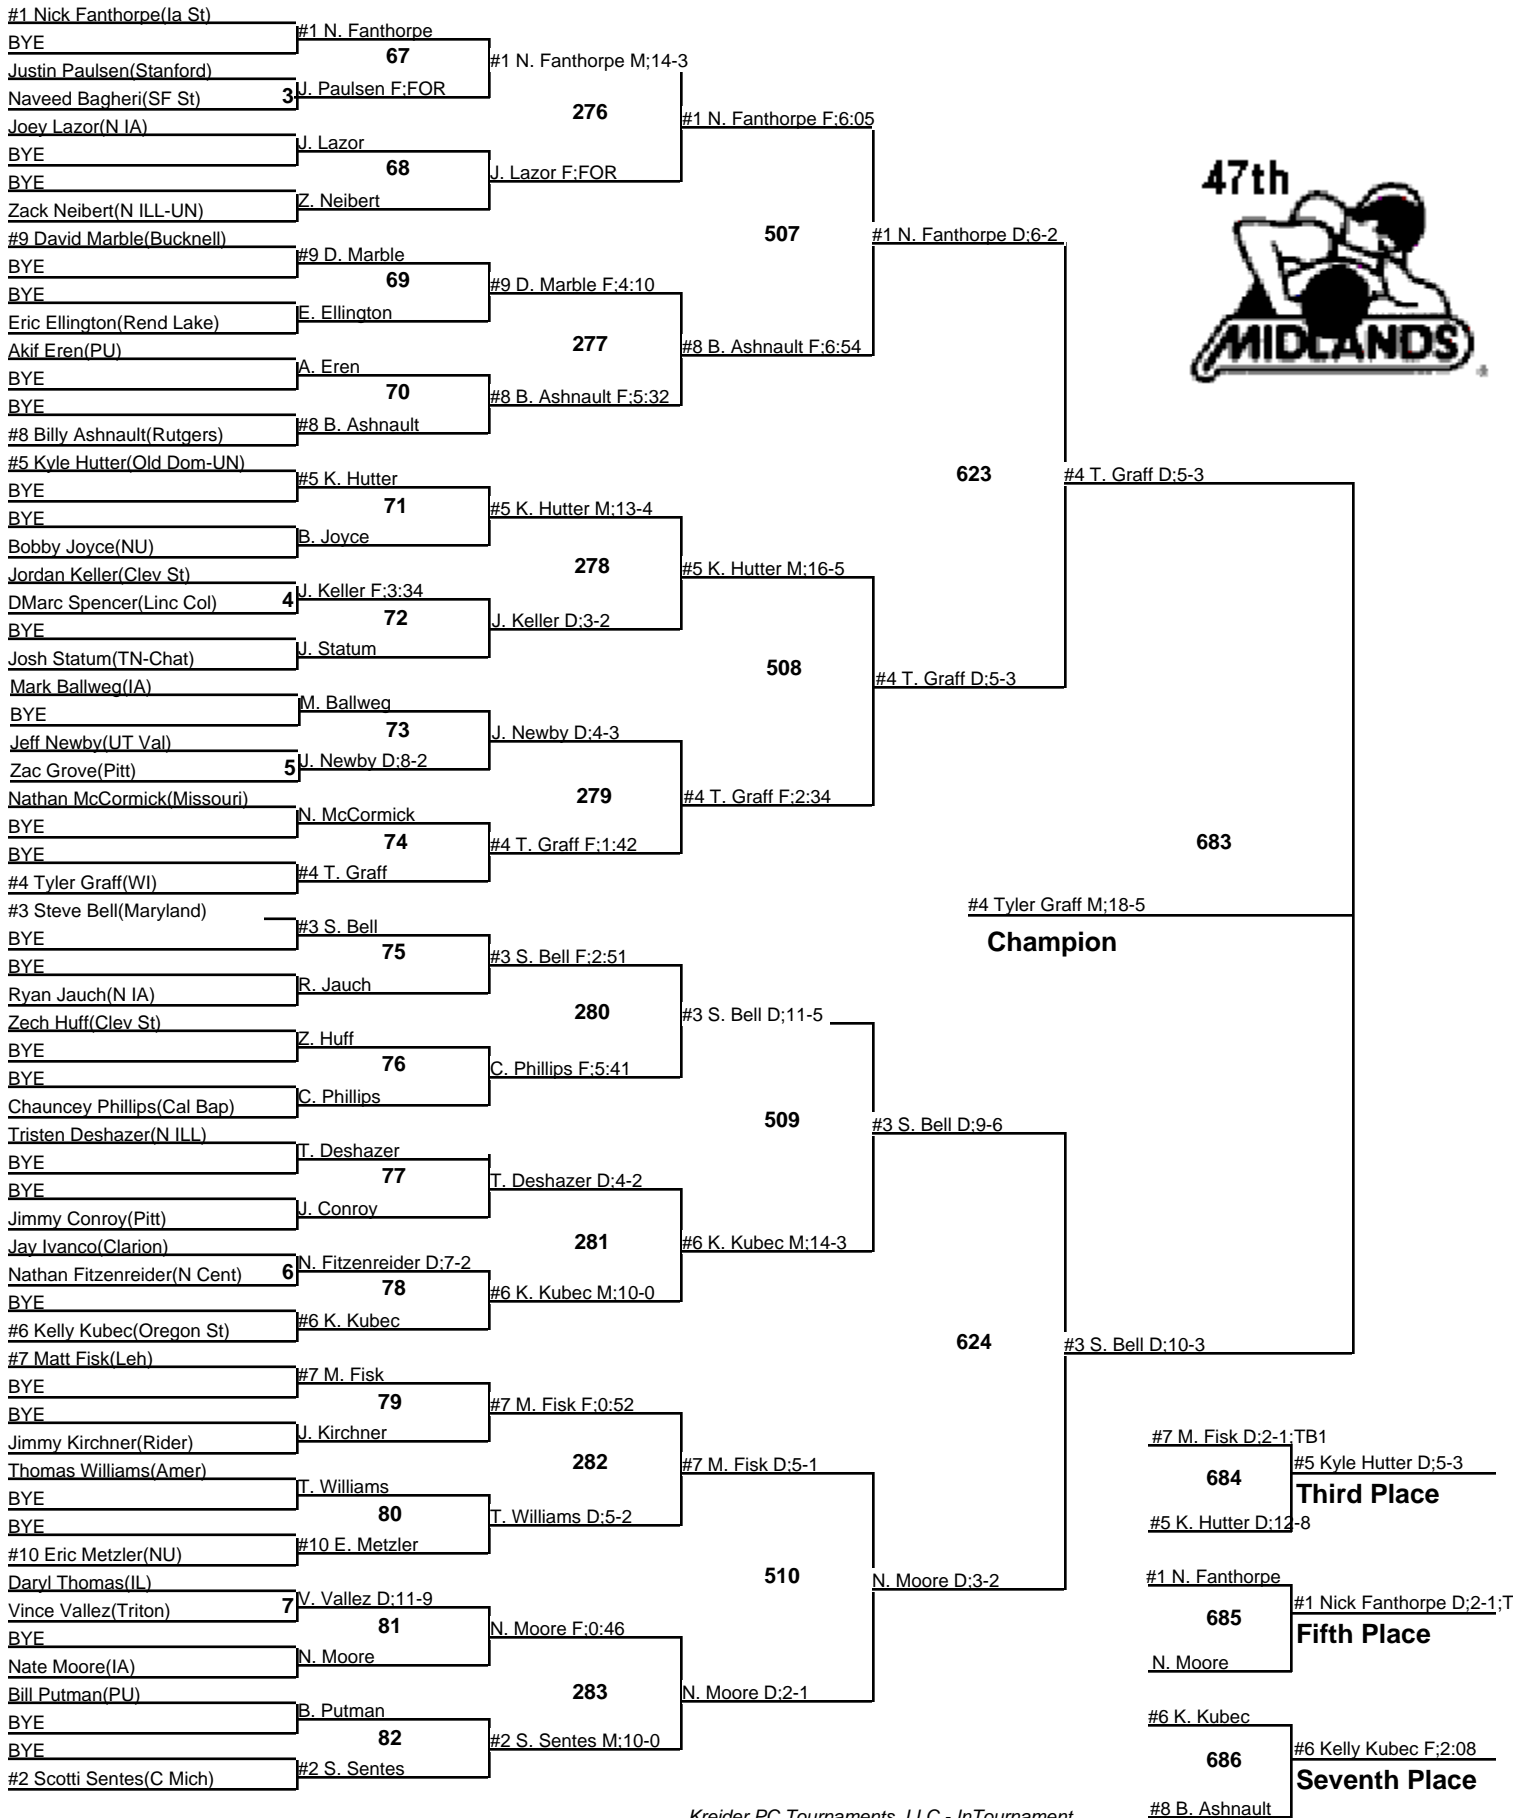 #1 Nick Fanthorpe(Ia St)
BYE
Justin Paulsen(Stanford)
Naveed Bagheri(SF St)
3
Joey Lazor(N IA)
BYE
BYE
Zack Neibert(N ILL-UN)
#9 David Marble(Bucknell)
BYE
BYE
Eric Ellington(Rend Lake)
Akif Eren(PU)
BYE
BYE
#8 Billy Ashnault(Rutgers)
#5 Kyle Hutter(Old Dom-UN)
BYE
BYE
Bobby Joyce(NU)
Jordan Keller(Clev St)
DMarc Spencer(Linc Col)
4
BYE
Josh Statum(TN-Chat)
Mark Ballweg(IA)
BYE
Jeff Newby(UT Val)
Zac Grove(Pitt)
5
Nathan McCormick(Missouri)
BYE
BYE
#4 Tyler Graff(WI)
#3 Steve Bell(Maryland)
BYE
BYE
Ryan Jauch(N IA)
Zech Huff(Clev St)
BYE
BYE
Chauncey Phillips(Cal Bap)
Tristen Deshazer(N ILL)
BYE
BYE
Jimmy Conroy(Pitt)
Jay Ivanco(Clarion)
Nathan Fitzenreider(N Cent)
6
BYE
#6 Kelly Kubec(Oregon St)
#7 Matt Fisk(Leh)
BYE
BYE
Jimmy Kirchner(Rider)
Thomas Williams(Amer)
BYE
BYE
#10 Eric Metzler(NU)
Daryl Thomas(IL)
Vince Vallez(Triton)
7
BYE
Nate Moore(IA)
Bill Putman(PU)
BYE
BYE
#2 Scotti Sentes(C Mich)
#1 N. Fanthorpe
67
J. Paulsen F;FOR
J. Lazor
68
Z. Neibert
#9 D. Marble
69
E. Ellington
A. Eren
70
#8 B. Ashnault
#5 K. Hutter
71
B. Joyce
J. Keller F;3:34
72
J. Statum
M. Ballweg
73
J. Newby D;8-2
N. McCormick
74
#4 T. Graff
#3 S. Bell
75
R. Jauch
Z. Huff
76
C. Phillips
T. Deshazer
77
J. Conroy
N. Fitzenreider D;7-2
78
#6 K. Kubec
#7 M. Fisk
79
J. Kirchner
T. Williams
80
#10 E. Metzler
V. Vallez D;11-9
81
N. Moore
B. Putman
82
#2 S. Sentes
#1 N. Fanthorpe M;14-3
276
J. Lazor F;FOR
#9 D. Marble F;4:10
277
#8 B. Ashnault F;5:32
#5 K. Hutter M;13-4
278
J. Keller D;3-2
J. Newby D;4-3
279
#4 T. Graff F;1:42
#3 S. Bell F;2:51
280
C. Phillips F;5:41
T. Deshazer D;4-2
281
#6 K. Kubec M;10-0
#7 M. Fisk F;0:52
282
T. Williams D;5-2
N. Moore F;0:46
283
#2 S. Sentes M;10-0
#1 N. Fanthorpe F;6:05
507
#8 B. Ashnault F;6:54
#5 K. Hutter M;16-5
508
#4 T. Graff F;2:34
#3 S. Bell D;11-5
509
#6 K. Kubec M;14-3
#7 M. Fisk D;5-1
510
N. Moore D;2-1
#1 N. Fanthorpe D;6-2
623
#4 T. Graff D;5-3
#3 S. Bell D;9-6
624
N. Moore D;3-2
#4 T. Graff D;5-3
683
#3 S. Bell D;10-3
#4 Tyler Graff M;18-5
Champion
47th
MIDLANDS
#7 M. Fisk D;2-1;TB1
684
#5 K. Hutter D;12-8
#5 Kyle Hutter D;5-3
Third Place
#1 N. Fanthorpe
685
N. Moore
#1 Nick Fanthorpe D;2-1;T
Fifth Place
#6 K. Kubec
686
#8 B. Ashnault
#6 Kelly Kubec F;2:08
Seventh Place
Kreider PC Tournaments, LLC - InTournament